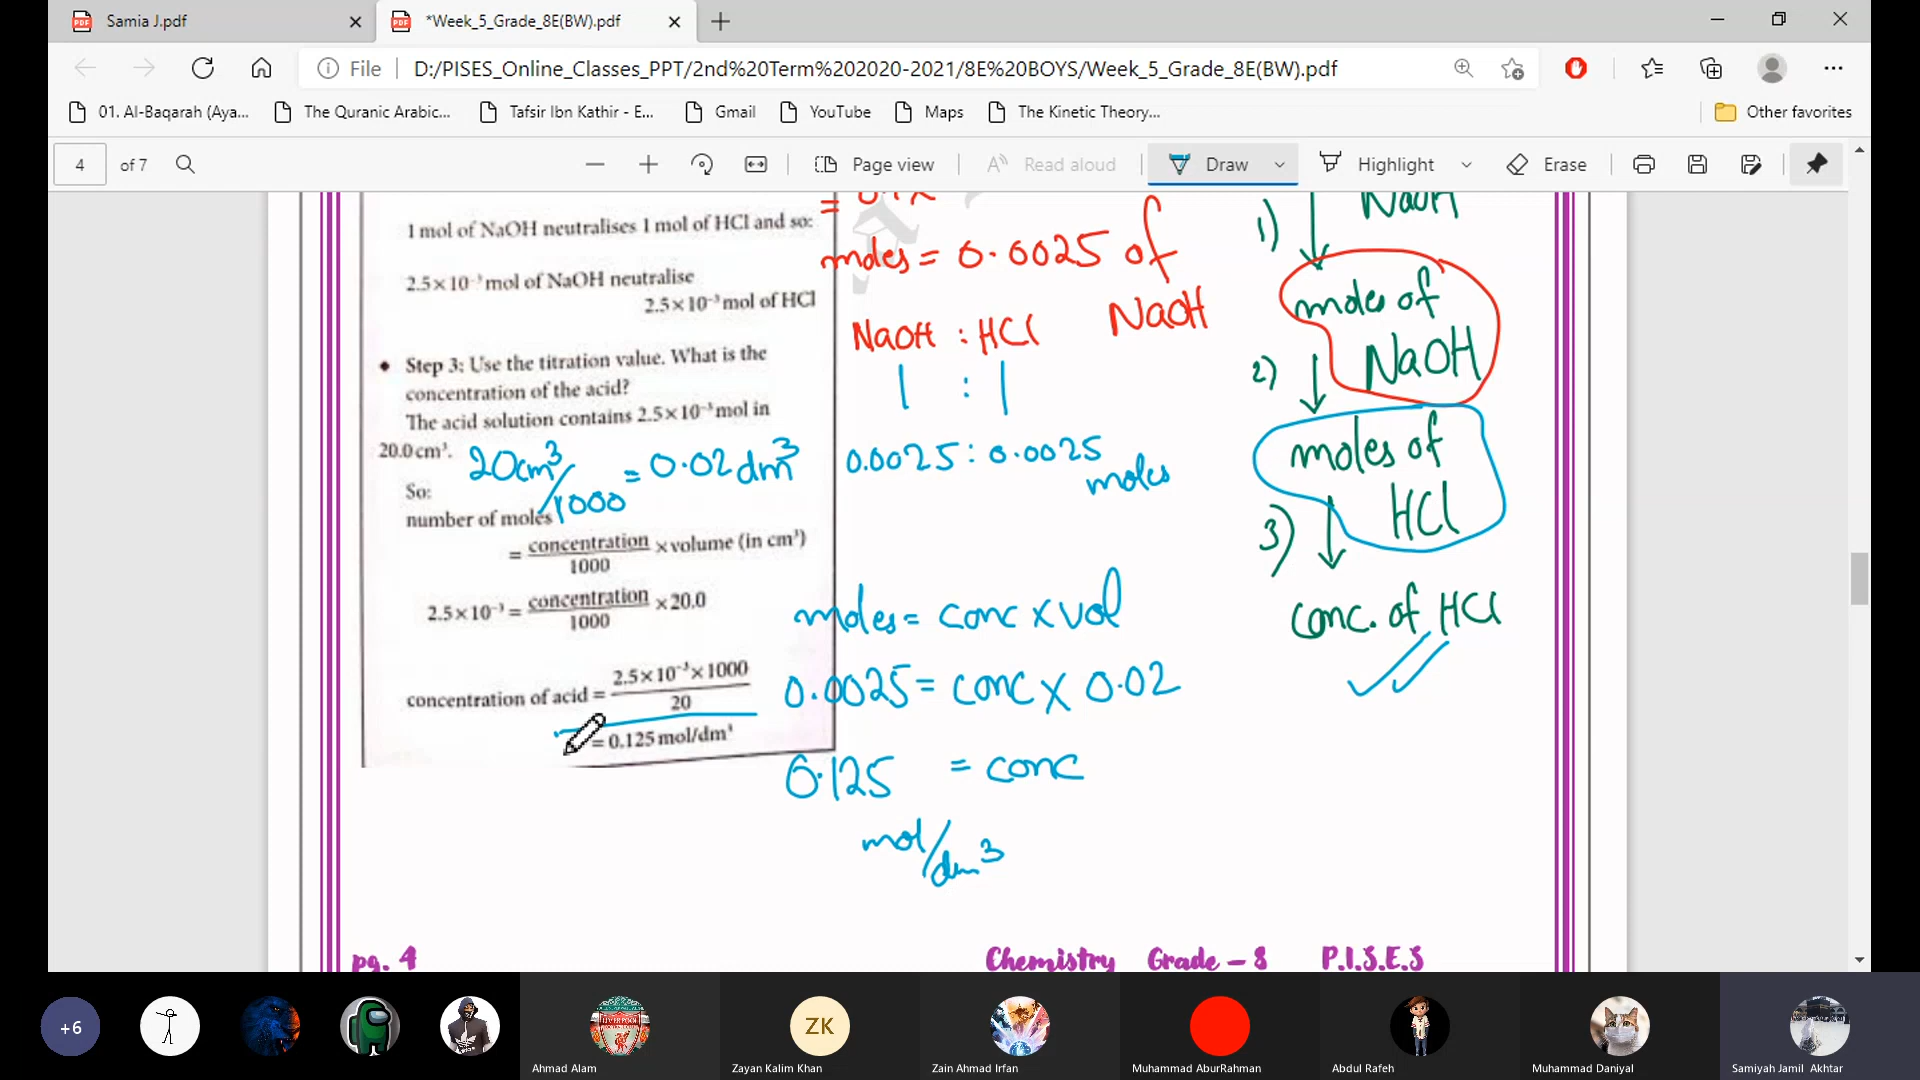 Samia J.pdf
*Week_5_Grade_8E(BW).pdf
File
D:/PISES_Online_Classes_PPT/2nd%20Term%202020-2021/8E%20BOYS/Week_5_Grade_8E(BW).pdf
01. Al-Baqarah (Aya...
The Quranic Arabic...
Tafsir Ibn Kathir - E...
Gmail
YouTube
Maps
The Kinetic Theory...
Other favorites
4 of 7
Page view
Read aloud
Draw
Highlight
Erase
1 mol of NaOH neutralises 1 mol of HCl and so:
2.5×10⁻³ mol of NaOH neutralise
2.5×10⁻³ mol of HCl
• Step 3: Use the titration value. What is the
concentration of the acid?
The acid solution contains 2.5×10⁻³ mol in
20.0 cm³.
20cm³/1000 = 0.02 dm³
So:
number of moles
= concentration/1000 × volume (in cm³)
2.5×10⁻³ = concentration/1000 × 20.0
concentration of acid = 2.5×10⁻³×1000/20
= 0.125 mol/dm³
moles = 0.0025 of
NaOH
NaOH : HCl
1 : 1
0.0025 : 0.0025
moles
moles = conc x vol
0.0025 = conc x 0.02
0.125 = conc
mol/dm³
NaOH
1)
moles of
NaOH
2)
moles of
HCl
3)
conc. of HCl
pg. 4
Chemistry Grade – 8 P.I.S.E.S
+6
LIVERPOOL
ZK
Ahmad Alam
Zayan Kalim Khan
Zain Ahmad Irfan
Muhammad AburRahman
Abdul Rafeh
Muhammad Daniyal
Samiyah Jamil Akhtar